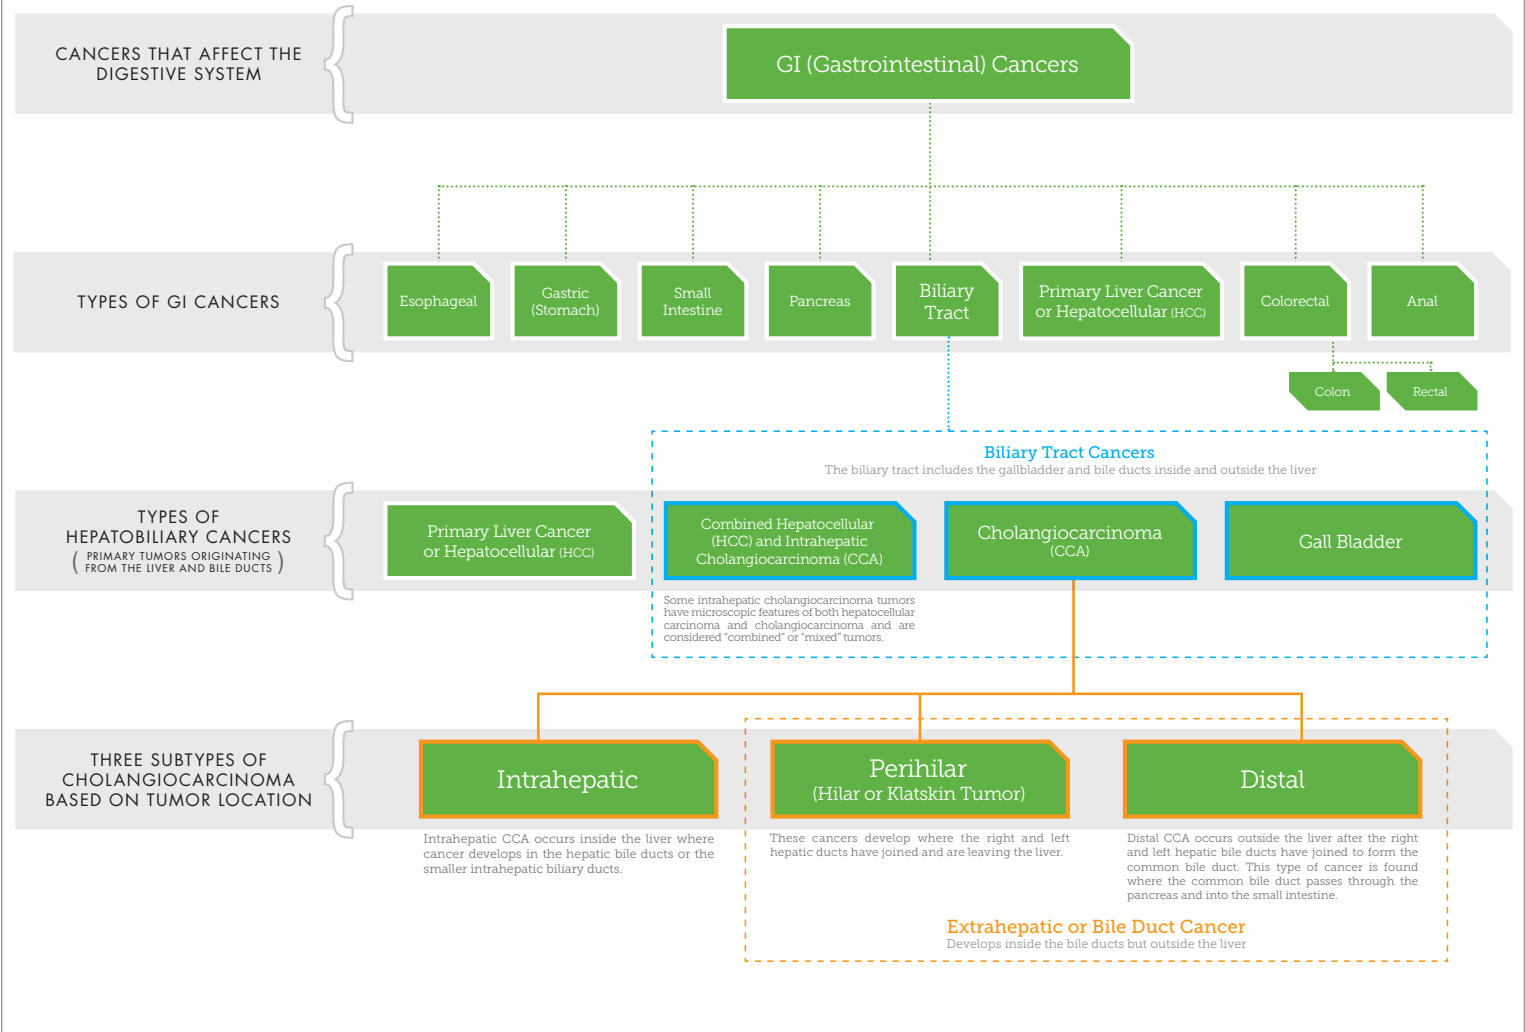 CANCERS THAT AFFECT THE
DIGESTIVE SYSTEM
GI (Gastrointestinal) Cancers
TYPES OF GI CANCERS
Esophageal
Gastric
(Stomach)
Small
Intestine
Pancreas
Biliary
Tract
Primary Liver Cancer
or Hepatocellular (HCC)
Colorectal
Anal
Colon
Rectal
Biliary Tract Cancers
The biliary tract includes the gallbladder and bile ducts inside and outside the liver
TYPES OF
HEPATOBILIARY CANCERS
( PRIMARY TUMORS ORIGINATING
FROM THE LIVER AND BILE DUCTS )
Primary Liver Cancer
or Hepatocellular (HCC)
Combined Hepatocellular
(HCC) and Intrahepatic
Cholangiocarcinoma (CCA)
Cholangiocarcinoma
(CCA)
Gall Bladder
Some intrahepatic cholangiocarcinoma tumors
have microscopic features of both hepatocellular
carcinoma and cholangiocarcinoma and are
considered “combined” or “mixed” tumors.
THREE SUBTYPES OF
CHOLANGIOCARCINOMA
BASED ON TUMOR LOCATION
Intrahepatic
Perihilar
(Hilar or Klatskin Tumor)
Distal
Intrahepatic CCA occurs inside the liver where
cancer develops in the hepatic bile ducts or the
smaller intrahepatic biliary ducts.
These cancers develop where the right and left
hepatic ducts have joined and are leaving the liver.
Distal CCA occurs outside the liver after the right
and left hepatic bile ducts have joined to form the
common bile duct. This type of cancer is found
where the common bile duct passes through the
pancreas and into the small intestine.
Extrahepatic or Bile Duct Cancer
Develops inside the bile ducts but outside the liver